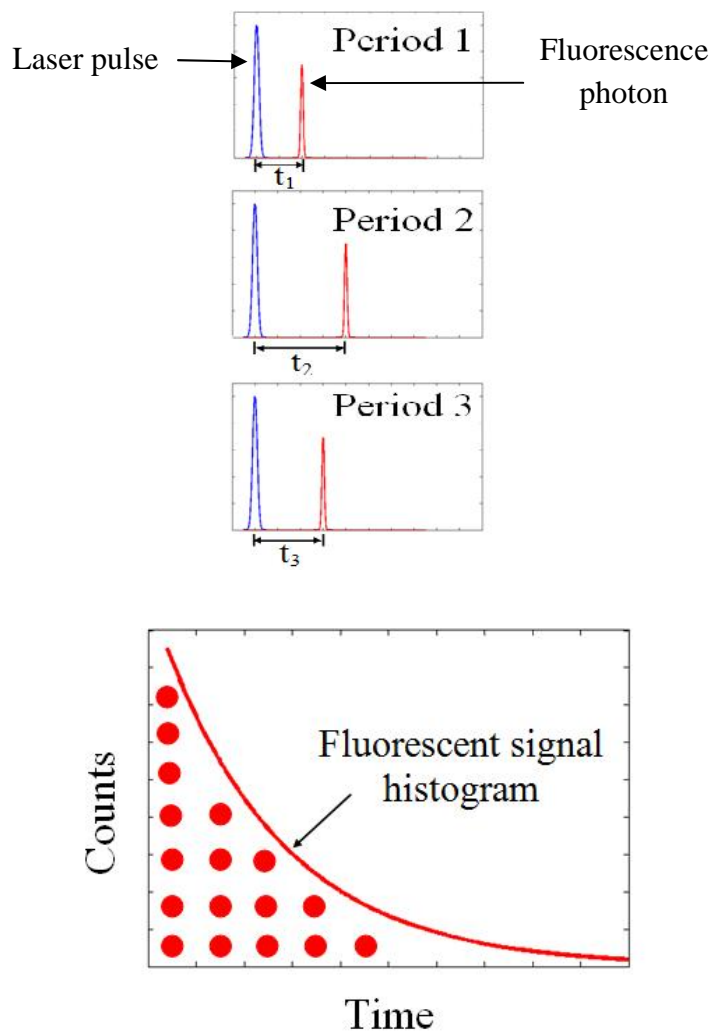 Period 1
Laser pulse
Fluorescence
photon
t₁
Period 2
t₂
Period 3
t₃
Fluorescent signal
histogram
Counts
Time